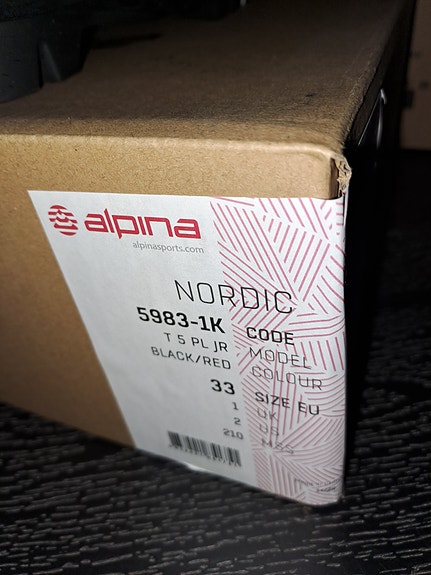 alpina
alpinasports.com
NORDIC
5983-1K CODE
T 5 PL JR MODEL
BLACK/RED COLOUR
33 SIZE EU
1 UK
2 US
210 MSS